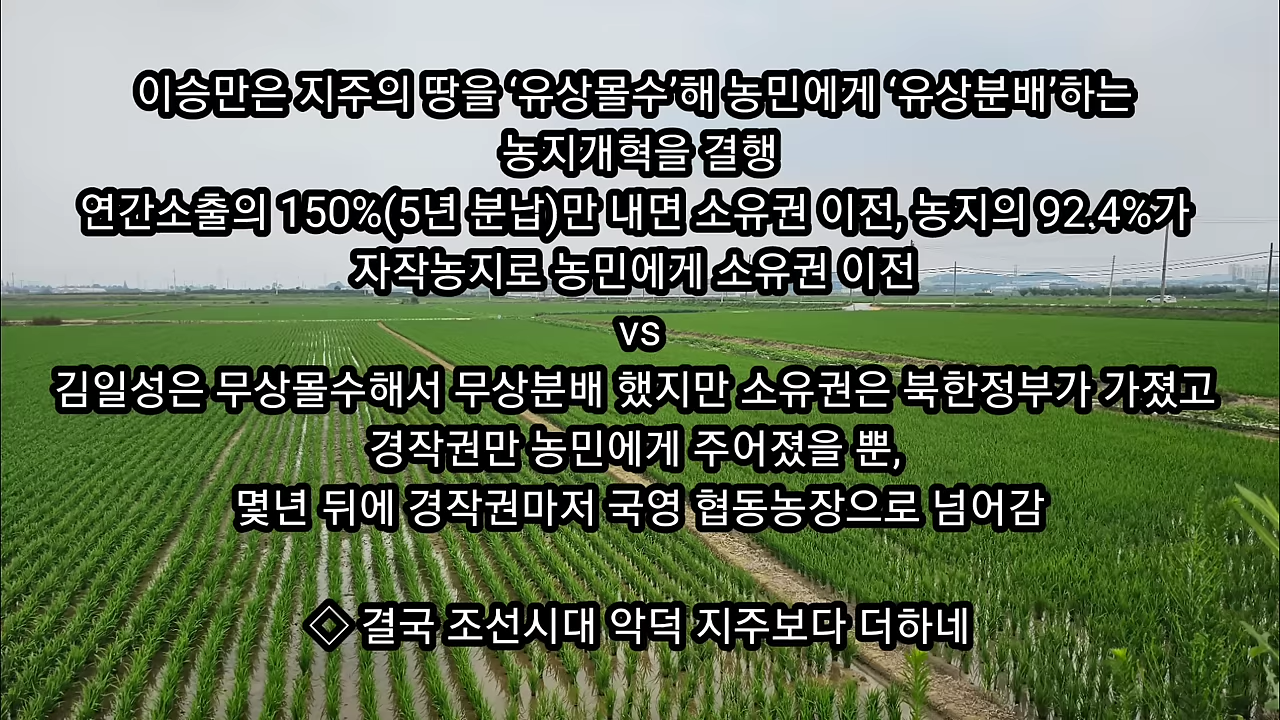 이승만은 지주의 땅을 ‘유상몰수’해 농민에게 ‘유상분배’하는
농지개혁을 결행
연간소출의 150%(5년 분납)만 내면 소유권 이전, 농지의 92.4%가
자작농지로 농민에게 소유권 이전
vs
김일성은 무상몰수해서 무상분배 했지만 소유권은 북한정부가 가졌고
경작권만 농민에게 주어졌을 뿐,
몇년 뒤에 경작권마저 국영 협동농장으로 넘어감
◇ 결국 조선시대 악덕 지주보다 더하네